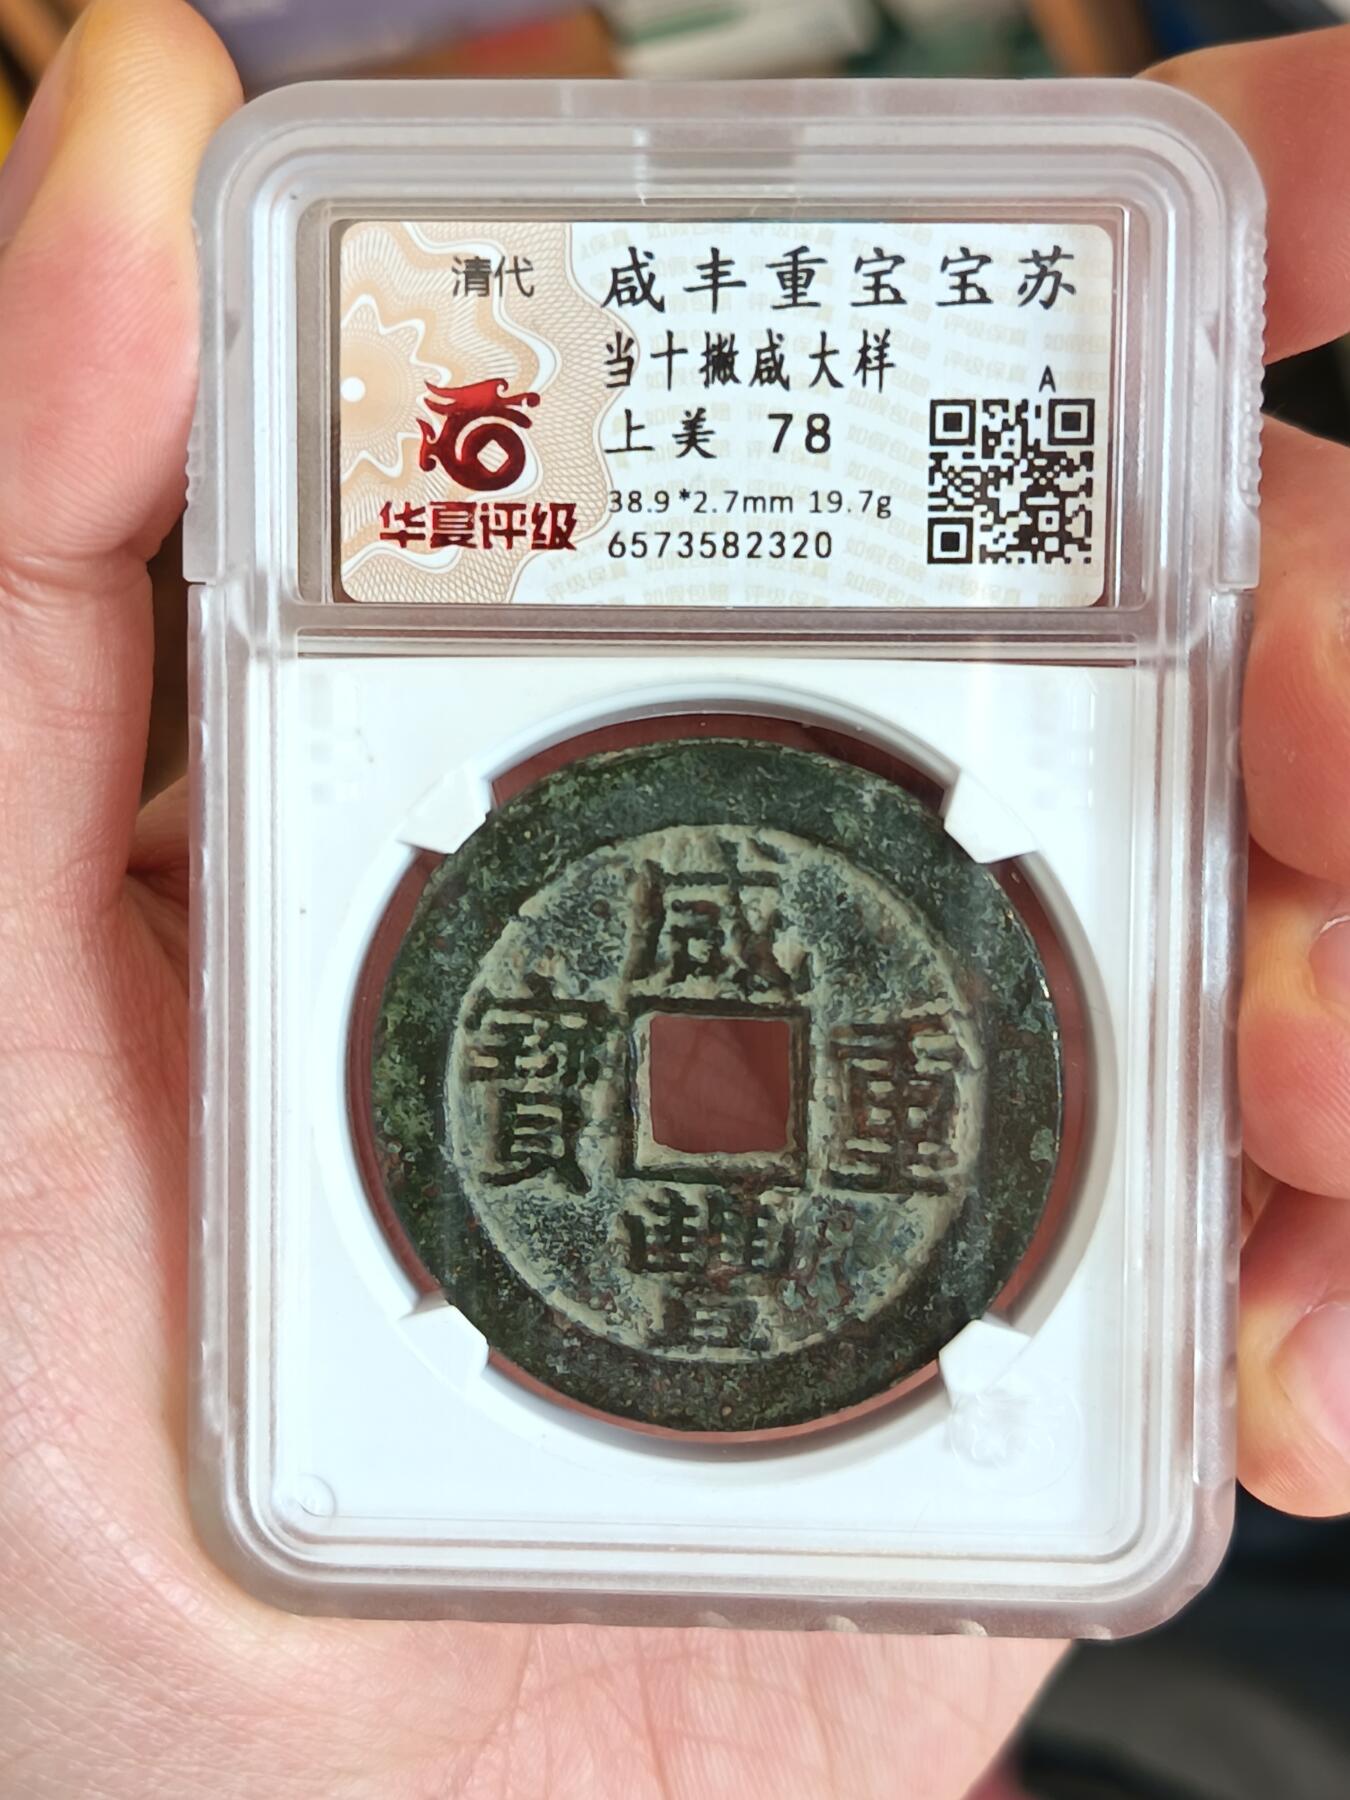 清代
华夏评级
咸丰重宝宝苏
当十撇咸大样
上美 78
38.9*2.7mm 19.7g
6573582320
A
咸
寶 重
豐